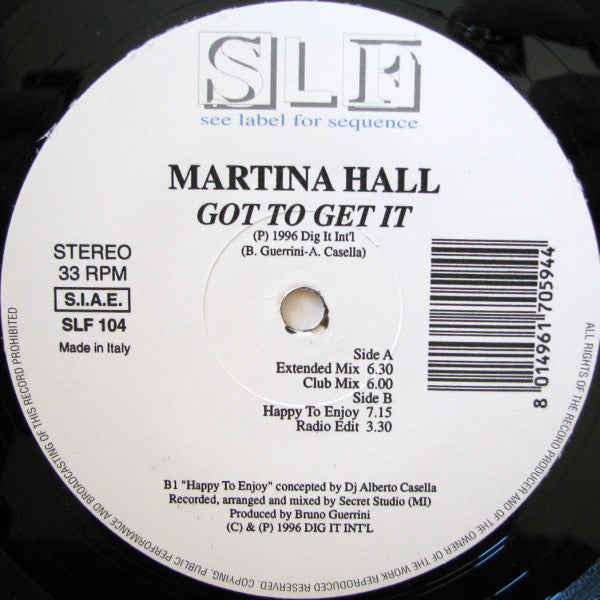 SLF
see label for sequence
MARTINA HALL
GOT TO GET IT
(P) 1996 Dig It Int'l
(B. Guerrini-A. Casella)
STEREO
33 RPM
S.I.A.E.
SLF 104
Made in Italy
Side A
Extended Mix 6.30
Club Mix 6.00
Side B
Happy To Enjoy 7.15
Radio Edit 3.30
8 014961 705944
B1 "Happy To Enjoy" concepted by Dj Alberto Casella
Recorded, arranged and mixed by Secret Studio (MI)
Produced by Bruno Guerrini
(C) & (P) 1996 DIG IT INT'L
ALL RIGHTS OF THE RECORD PRODUCER AND OF THE OWNER OF THE WORK REPRODUCED RESERVED. COPYING, PUBLIC PERFORMANCE AND BROADCASTING OF THIS RECORD PROHIBITED